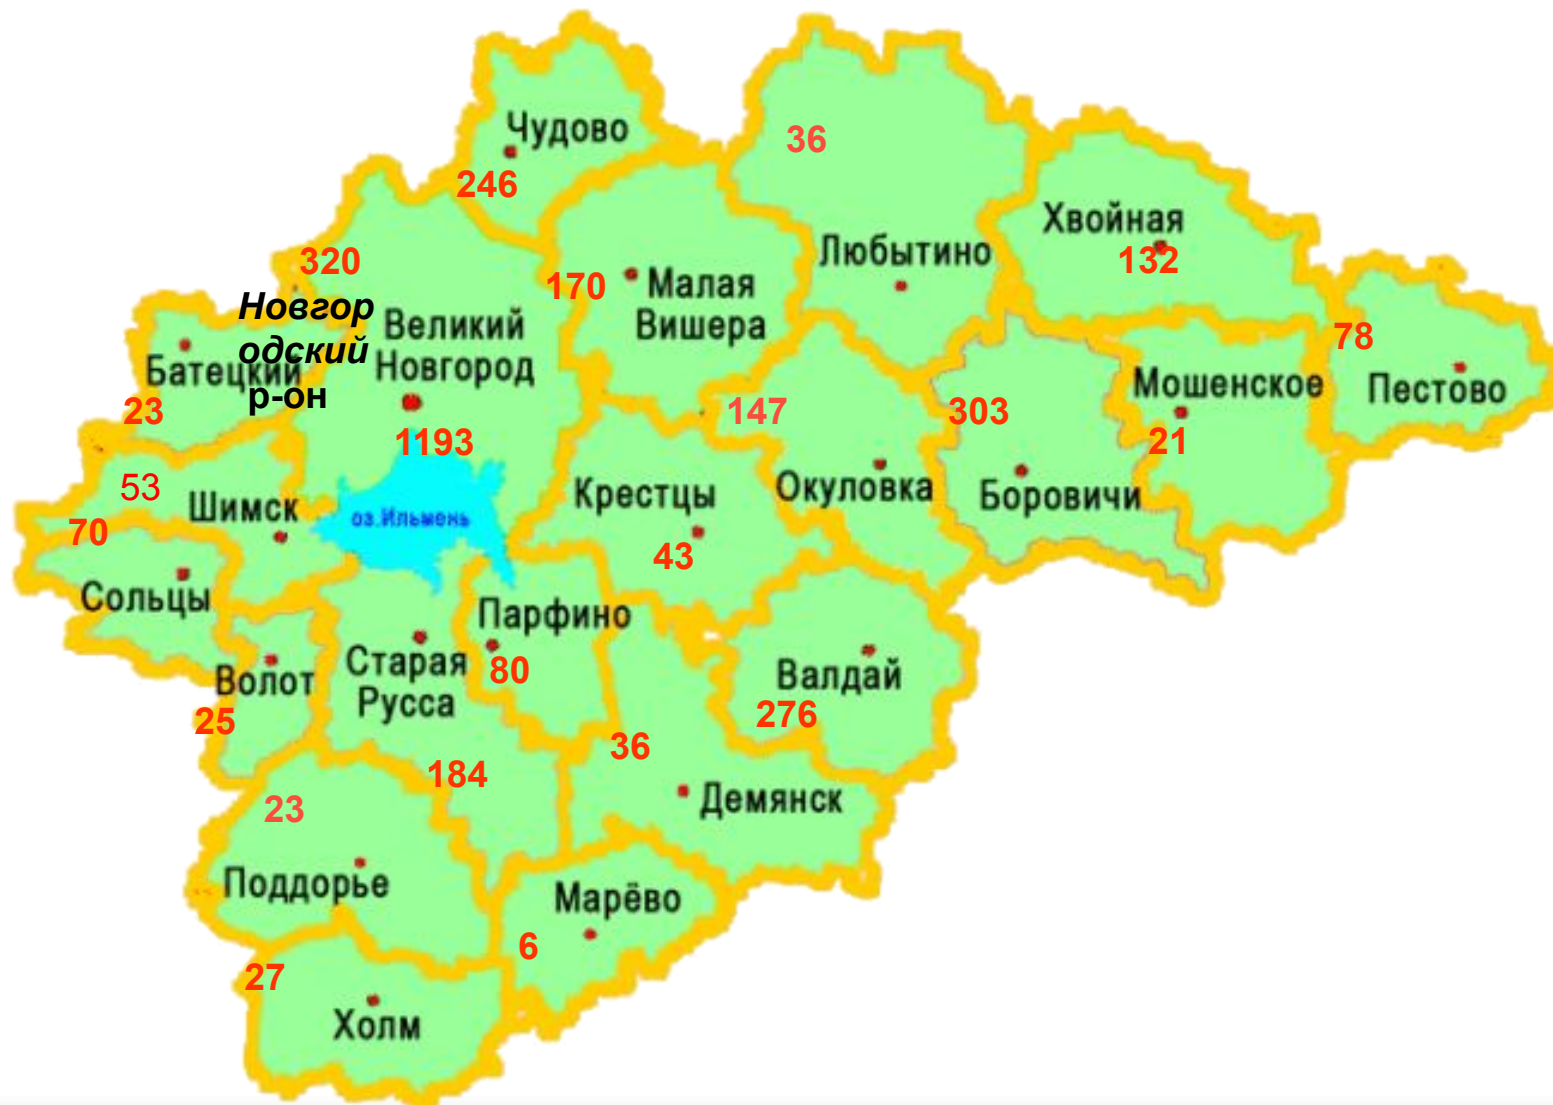 Чудово
246
36
Хвойная
132
320
170
Малая
Вишера
Любытино
Новгор
одский
р-он
Великий
Новгород
1193
Батецкий
23
147
303
Мошенское
21
78
Пестово
53
Шимск
70
оз.Ильмень
Крестцы
43
Окуловка
Боровичи
Сольцы
Парфино
80
Волот
25
Старая
Русса
184
Валдай
276
36
Демянск
23
Поддорье
Марёво
6
27
Холм